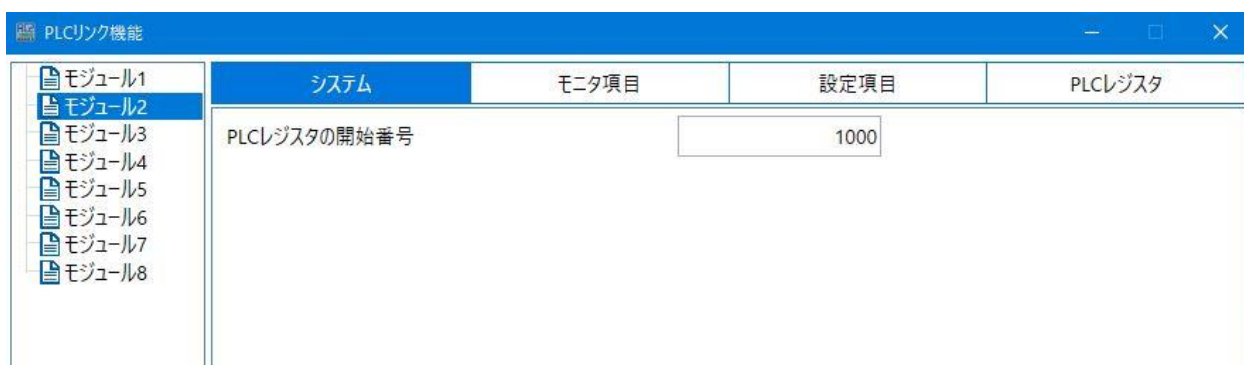 PLCリンク機能
モジュール1
モジュール2
モジュール3
モジュール4
モジュール5
モジュール6
モジュール7
モジュール8
システム モニタ項目 設定項目 PLCレジスタ
PLCレジスタの開始番号 1000